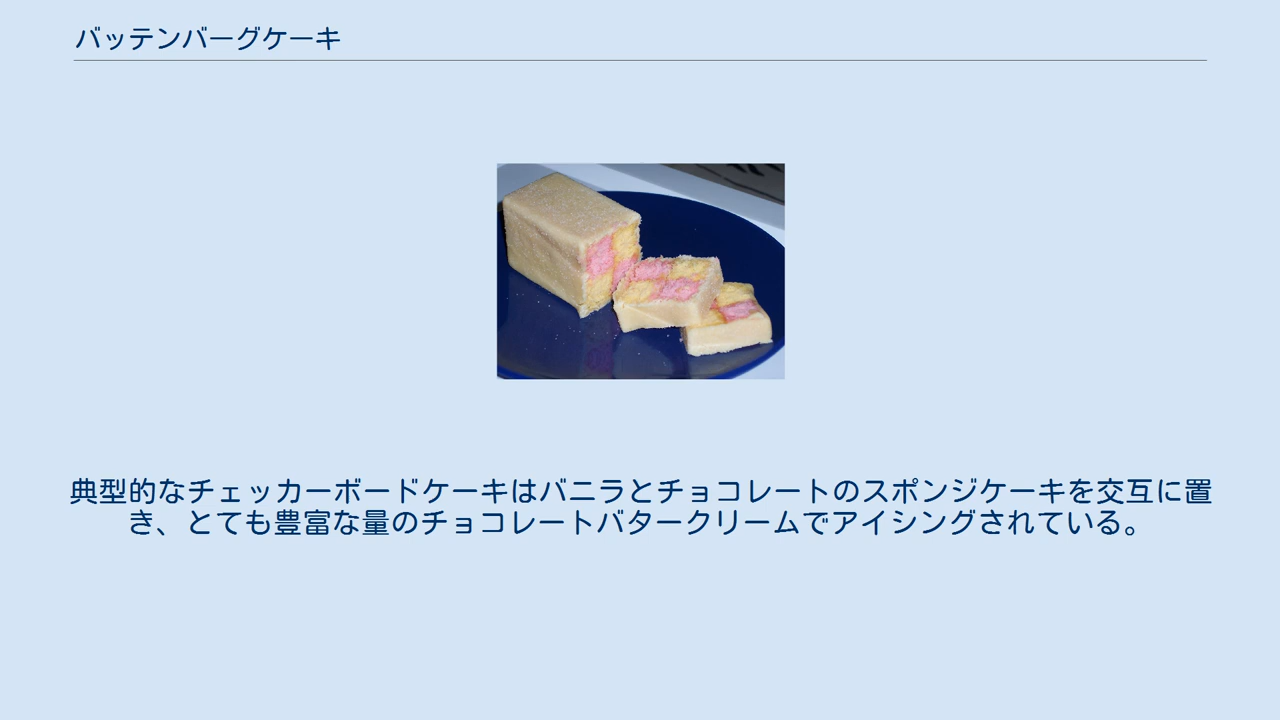 バッテンバーグケーキ
典型的なチェッカーボードケーキはバニラとチョコレートのスポンジケーキを交互に置
き、とても豊富な量のチョコレートバタークリームでアイシングされている。